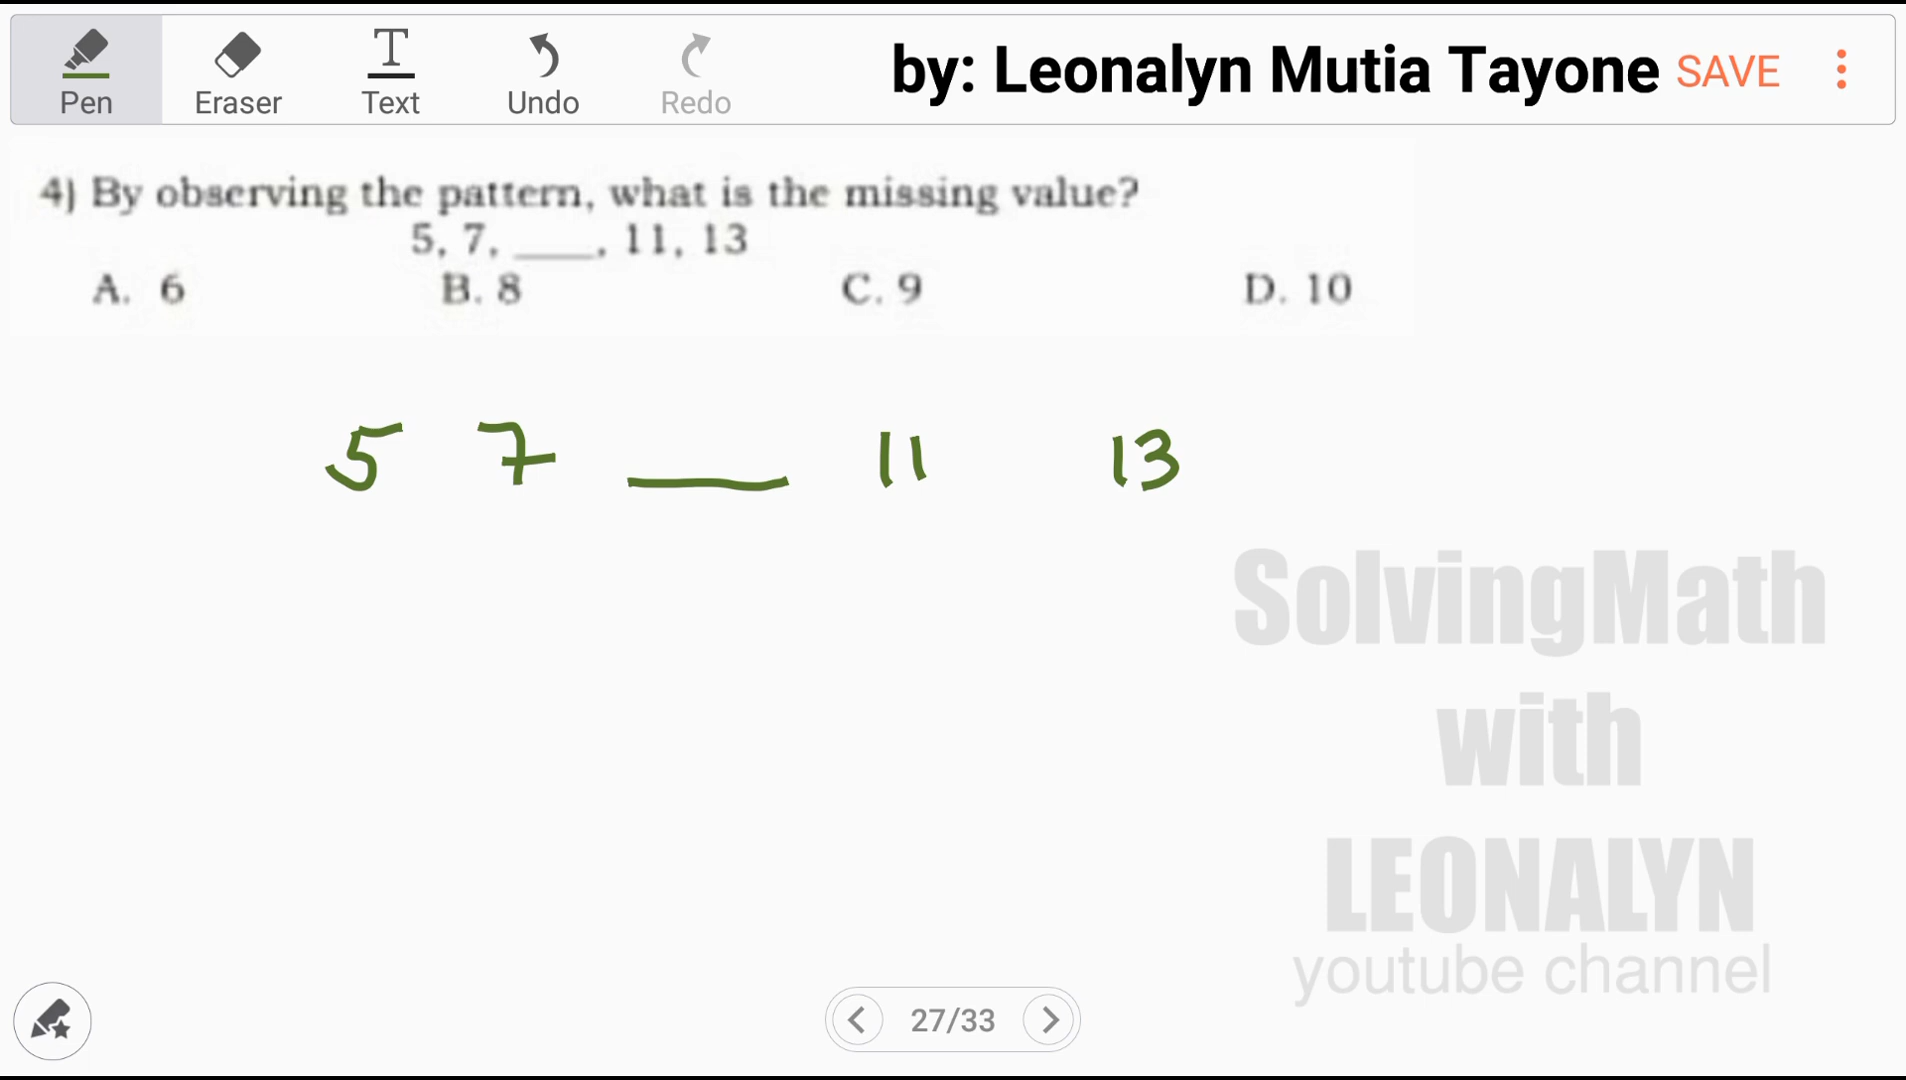 by: Leonalyn Mutia Tayone SAVE
Pen Eraser Text Undo Redo
4) By observing the pattern, what is the missing value?
5, 7, ____, 11, 13
A. 6 B. 8 C. 9 D. 10
5 7 ___ 11 13
SolvingMath
with
LEONALYN
youtube channel
27/33